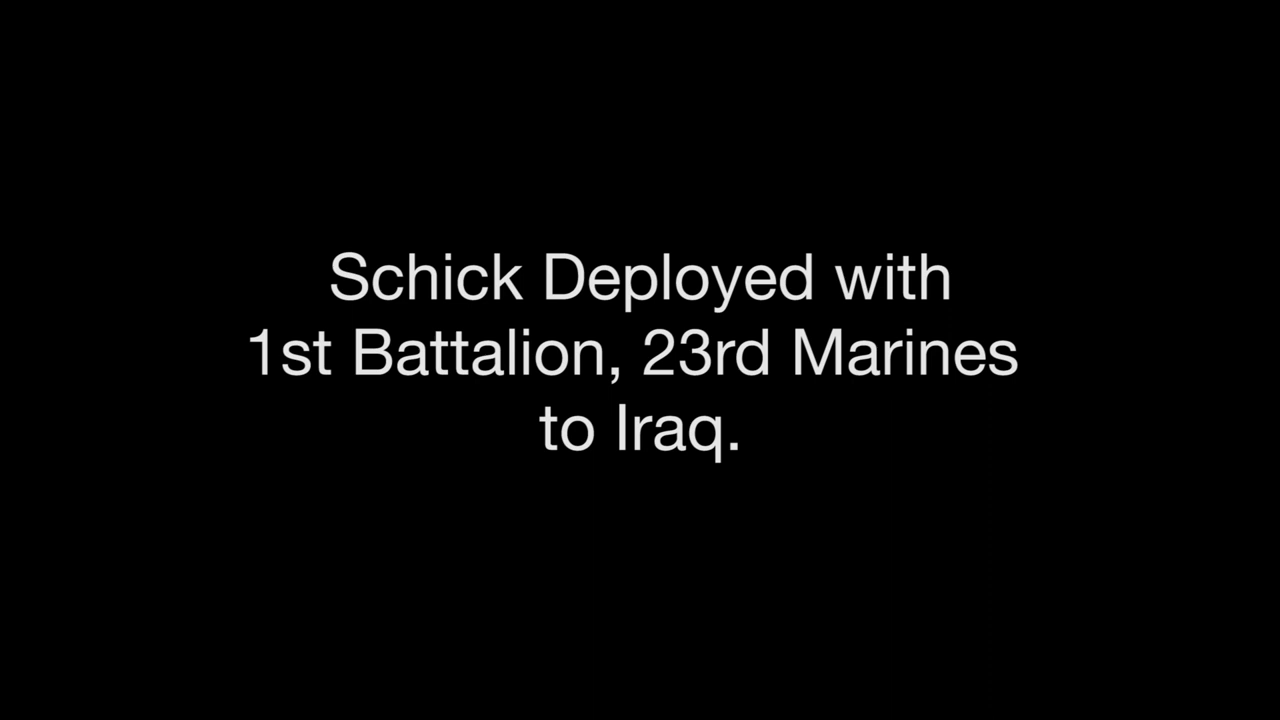 Schick Deployed with
1st Battalion, 23rd Marines
to Iraq.